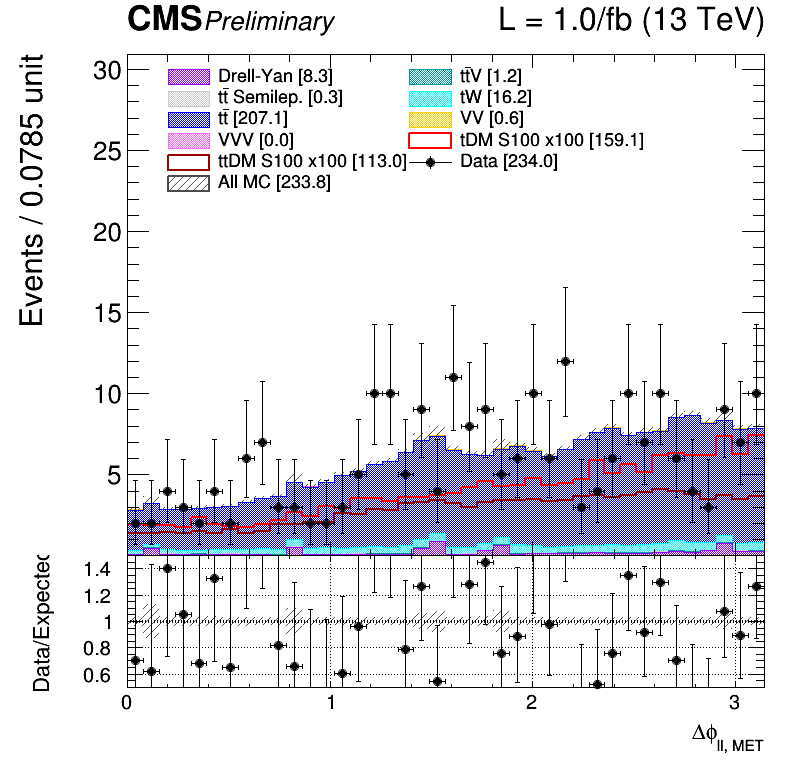 CMS Preliminary L = 1.0/fb (13 TeV)
Events / 0.0785 unit
30
25
20
15
10
5
Drell-Yan [8.3]
tt̄ Semilep. [0.3]
tt̄ [207.1]
VVV [0.0]
ttDM S100 x100 [113.0]
All MC [233.8]
tt̄V [1.2]
tW [16.2]
VV [0.6]
tDM S100 x100 [159.1]
Data [234.0]
Data/Expected
1.4
1.2
1
0.8
0.6
0 1 2 3
Δϕll, MET